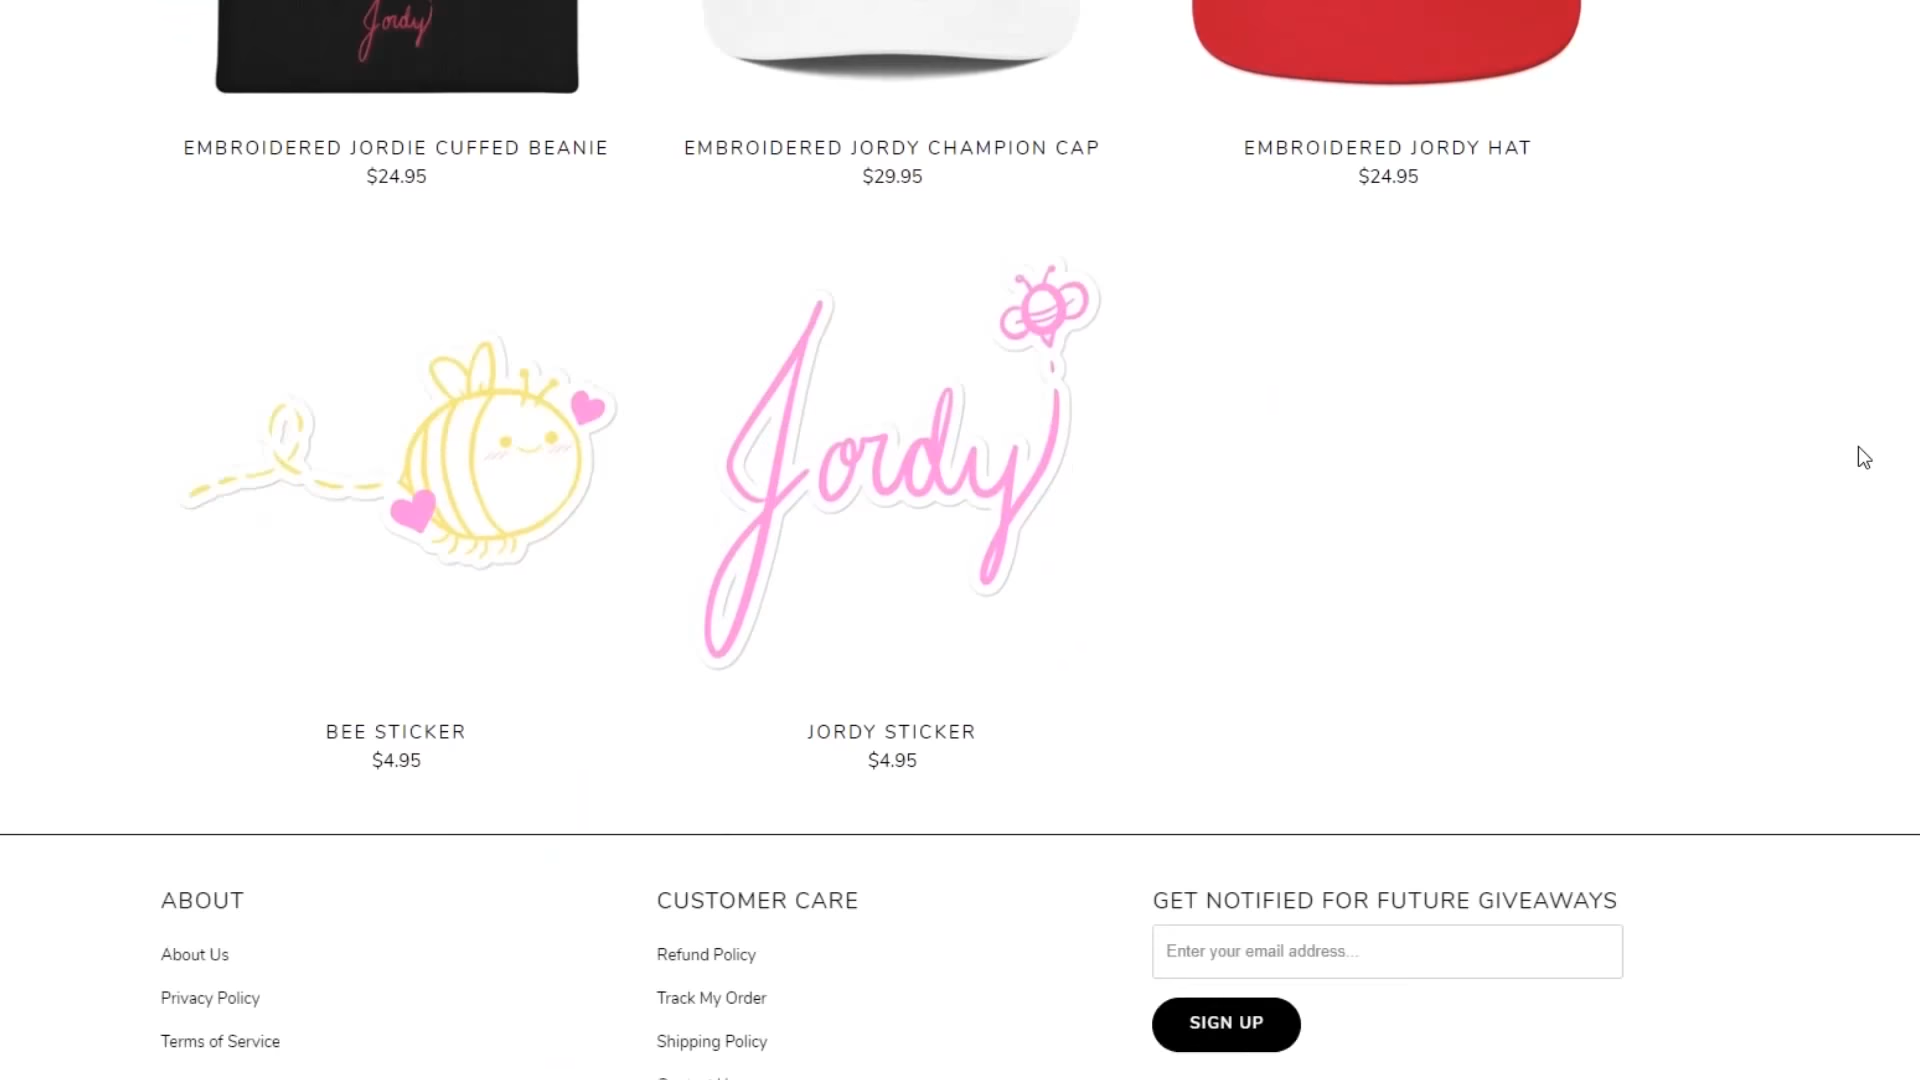 Jordy
EMBROIDERED JORDIE CUFFED BEANIE
$24.95
EMBROIDERED JORDY CHAMPION CAP
$29.95
EMBROIDERED JORDY HAT
$24.95
Jordy
BEE STICKER
$4.95
JORDY STICKER
$4.95
ABOUT
About Us
Privacy Policy
Terms of Service
CUSTOMER CARE
Refund Policy
Track My Order
Shipping Policy
GET NOTIFIED FOR FUTURE GIVEAWAYS
Enter your email address...
SIGN UP